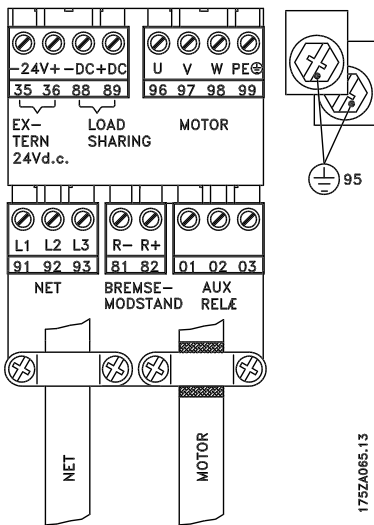 -24V+ -DC+DC
35 36 88 89
EX-
TERN
24Vd.c.
LOAD
SHARING
U V W PE⏚
96 97 98 99
MOTOR
95
L1 L2 L3
91 92 93
NET
R- R+
81 82
BREMSE-
MODSTAND
01 02 03
AUX
RELÆ
NET
MOTOR
175ZA065.13